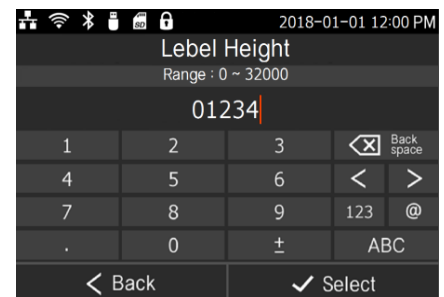 SD 2018-01-01 12:00 PM
Lebel Height
Range : 0 ~ 32000
01234
1 2 3 Back space
4 5 6 < >
7 8 9 123 @
. 0 ± ABC
< Back ✓ Select